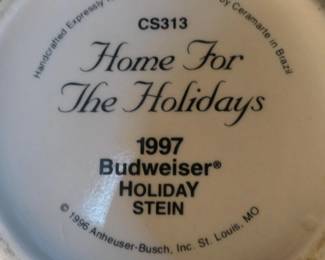 Handcrafted Expressly
by Ceramarte in Brazil
CS313
Home For
The Holidays
1997
Budweiser®
HOLIDAY
STEIN
© 1996 Anheuser-Busch, Inc. St. Louis, MO